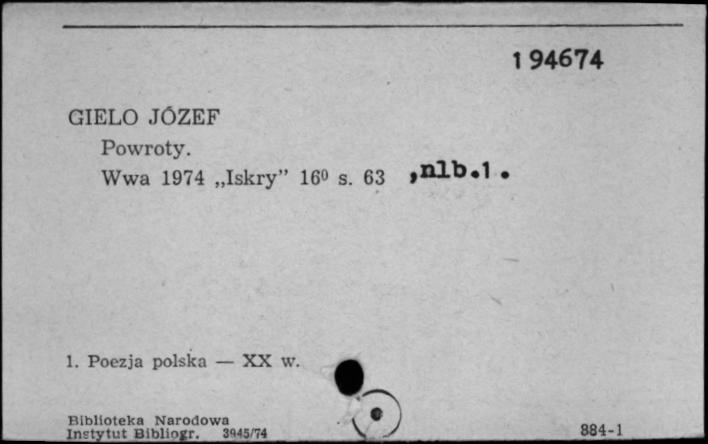 194674
GIELO JÓZEF
Powroty.
Wwa 1974 „Iskry” 16⁰ s. 63 ,nlb.1.
1. Poezja polska — XX w.
Biblioteka Narodowa
Instytut Bibliogr. 3945/74
884-1